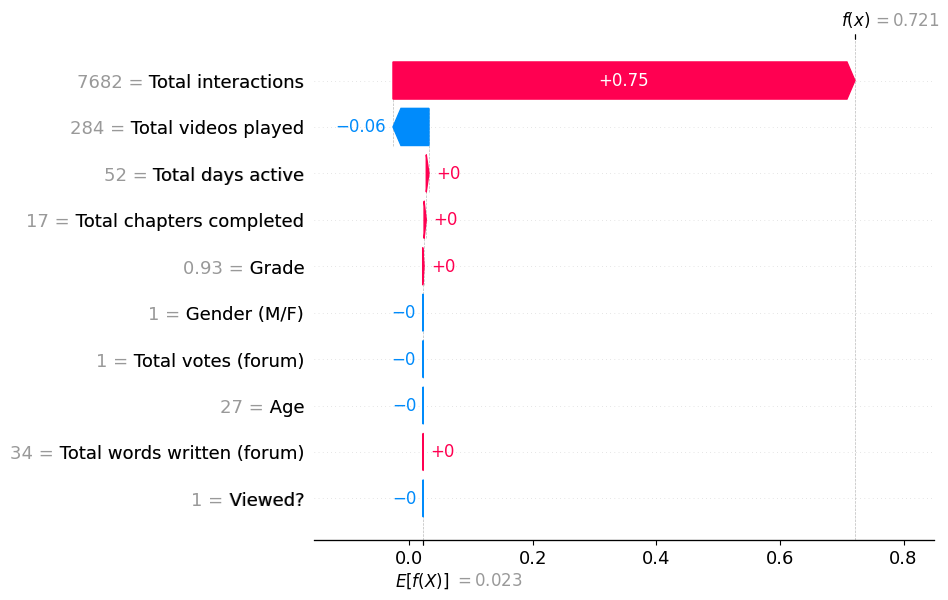 f(x) = 0.721
7682 = Total interactions +0.75
284 = Total videos played −0.06
52 = Total days active +0
17 = Total chapters completed +0
0.93 = Grade +0
1 = Gender (M/F) −0
1 = Total votes (forum) −0
27 = Age −0
34 = Total words written (forum) +0
1 = Viewed? −0
0.0 0.2 0.4 0.6 0.8
E[f(X)] = 0.023